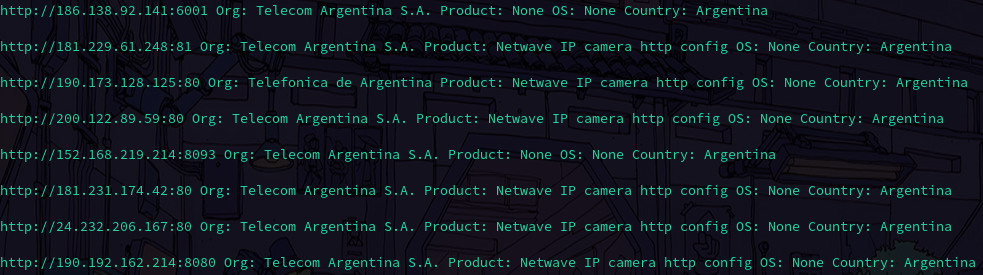 http://186.138.92.141:6001 Org: Telecom Argentina S.A. Product: None OS: None Country: Argentina
http://181.229.61.248:81 Org: Telecom Argentina S.A. Product: Netwave IP camera http config OS: None Country: Argentina
http://190.173.128.125:80 Org: Telefonica de Argentina Product: Netwave IP camera http config OS: None Country: Argentina
http://200.122.89.59:80 Org: Telecom Argentina S.A. Product: Netwave IP camera http config OS: None Country: Argentina
http://152.168.219.214:8093 Org: Telecom Argentina S.A. Product: None OS: None Country: Argentina
http://181.231.174.42:80 Org: Telecom Argentina S.A. Product: Netwave IP camera http config OS: None Country: Argentina
http://24.232.206.167:80 Org: Telecom Argentina S.A. Product: Netwave IP camera http config OS: None Country: Argentina
http://190.192.162.214:8080 Org: Telecom Argentina S.A. Product: Netwave IP camera http config OS: None Country: Argentina